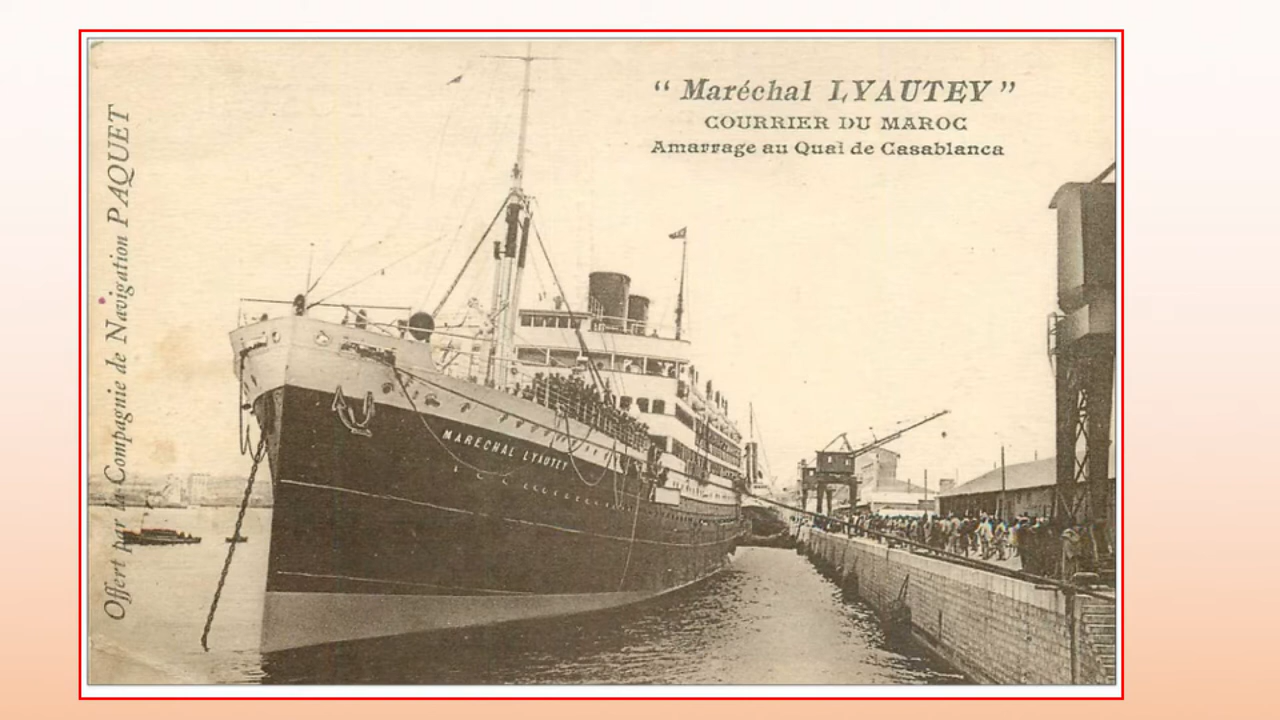 “ Maréchal LYAUTEY ”
COURRIER DU MAROC
Amarrage au Quai de Casablanca
Offert par la Compagnie de Navigation PAQUET
MARECHAL LYAUTEY